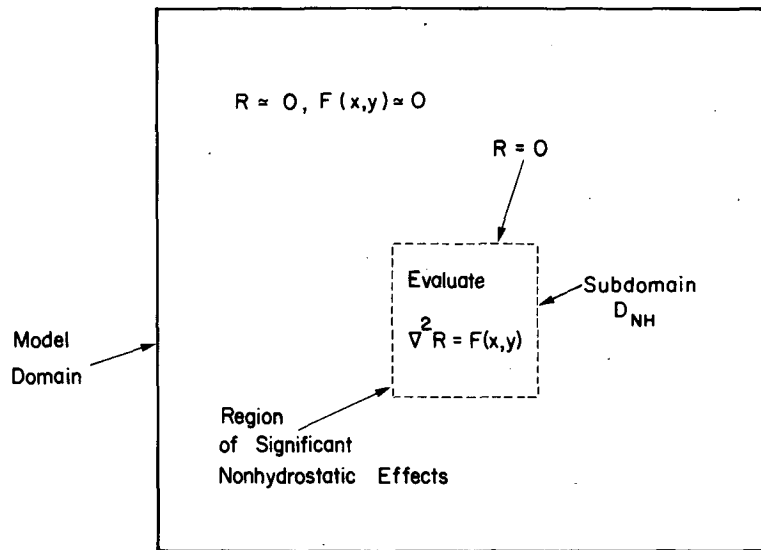 R ≃ 0, F(x,y) ≃ 0
R = 0
Evaluate
∇²R = F(x,y)
Subdomain
D_NH
Model
Domain
Region
of Significant
Nonhydrostatic Effects